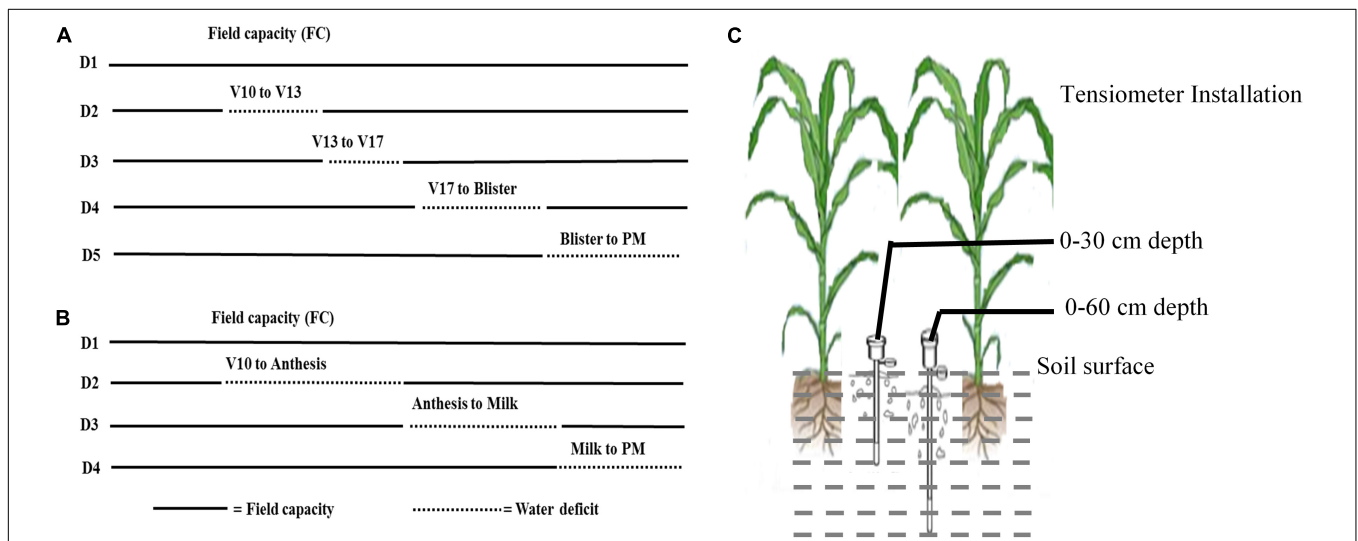 A
Field capacity (FC)
D1
V10 to V13
D2
V13 to V17
D3
V17 to Blister
D4
Blister to PM
D5
B
Field capacity (FC)
D1
V10 to Anthesis
D2
Anthesis to Milk
D3
Milk to PM
D4
= Field capacity
= Water deficit
C
Tensiometer Installation
0-30 cm depth
0-60 cm depth
Soil surface